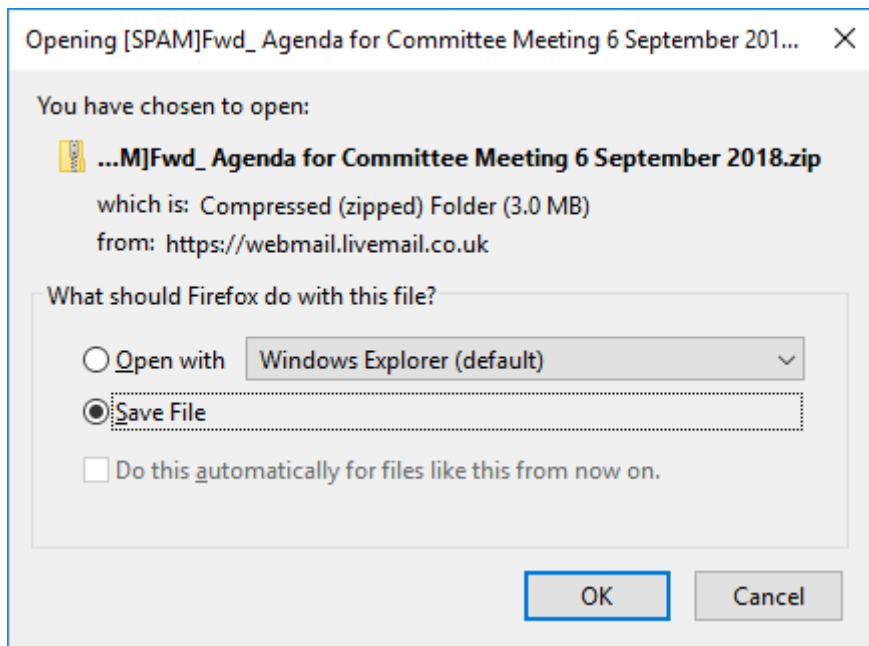 Opening [SPAM]Fwd_ Agenda for Committee Meeting 6 September 201...
You have chosen to open:
...M]Fwd_ Agenda for Committee Meeting 6 September 2018.zip
which is: Compressed (zipped) Folder (3.0 MB)
from: https://webmail.livemail.co.uk
What should Firefox do with this file?
Open with Windows Explorer (default)
Save File
Do this automatically for files like this from now on.
OK Cancel